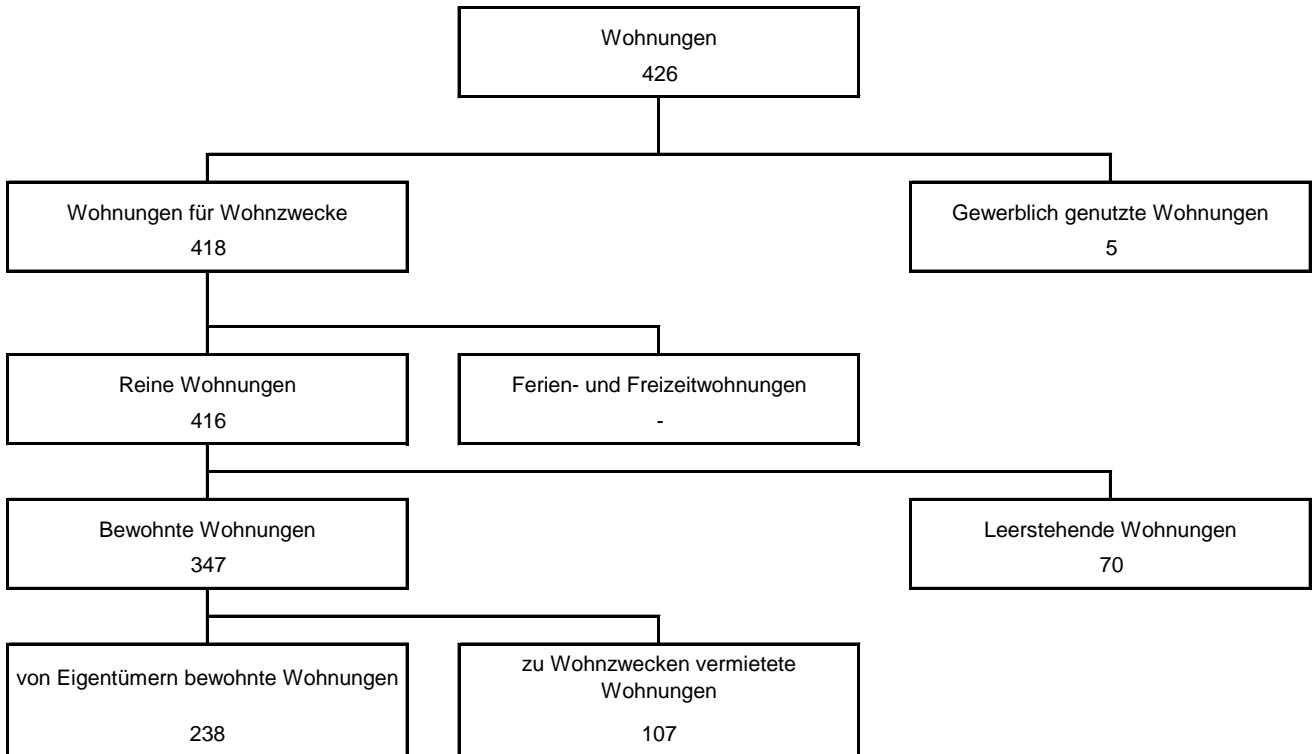 Wohnungen
426
Wohnungen für Wohnzwecke
418
Gewerblich genutzte Wohnungen
5
Reine Wohnungen
416
Ferien- und Freizeitwohnungen
-
Bewohnte Wohnungen
347
Leerstehende Wohnungen
70
von Eigentümern bewohnte Wohnungen
238
zu Wohnzwecken vermietete
Wohnungen
107